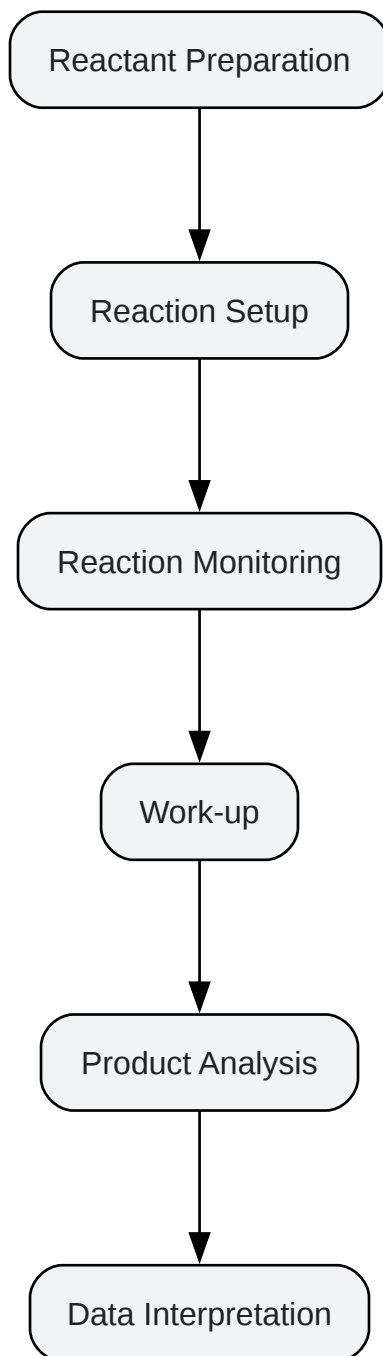 Reactant Preparation
Reaction Setup
Reaction Monitoring
Work-up
Product Analysis
Data Interpretation